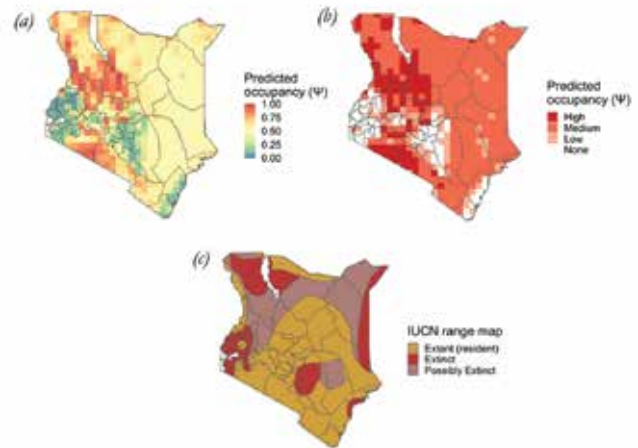 (a)
Predicted
occupancy (Ψ)
1.00
0.75
0.50
0.25
0.00
(b)
Predicted
occupancy (Ψ)
High
Medium
Low
None
(c)
IUCN range map
Extant (resident)
Extinct
Possibly Extinct